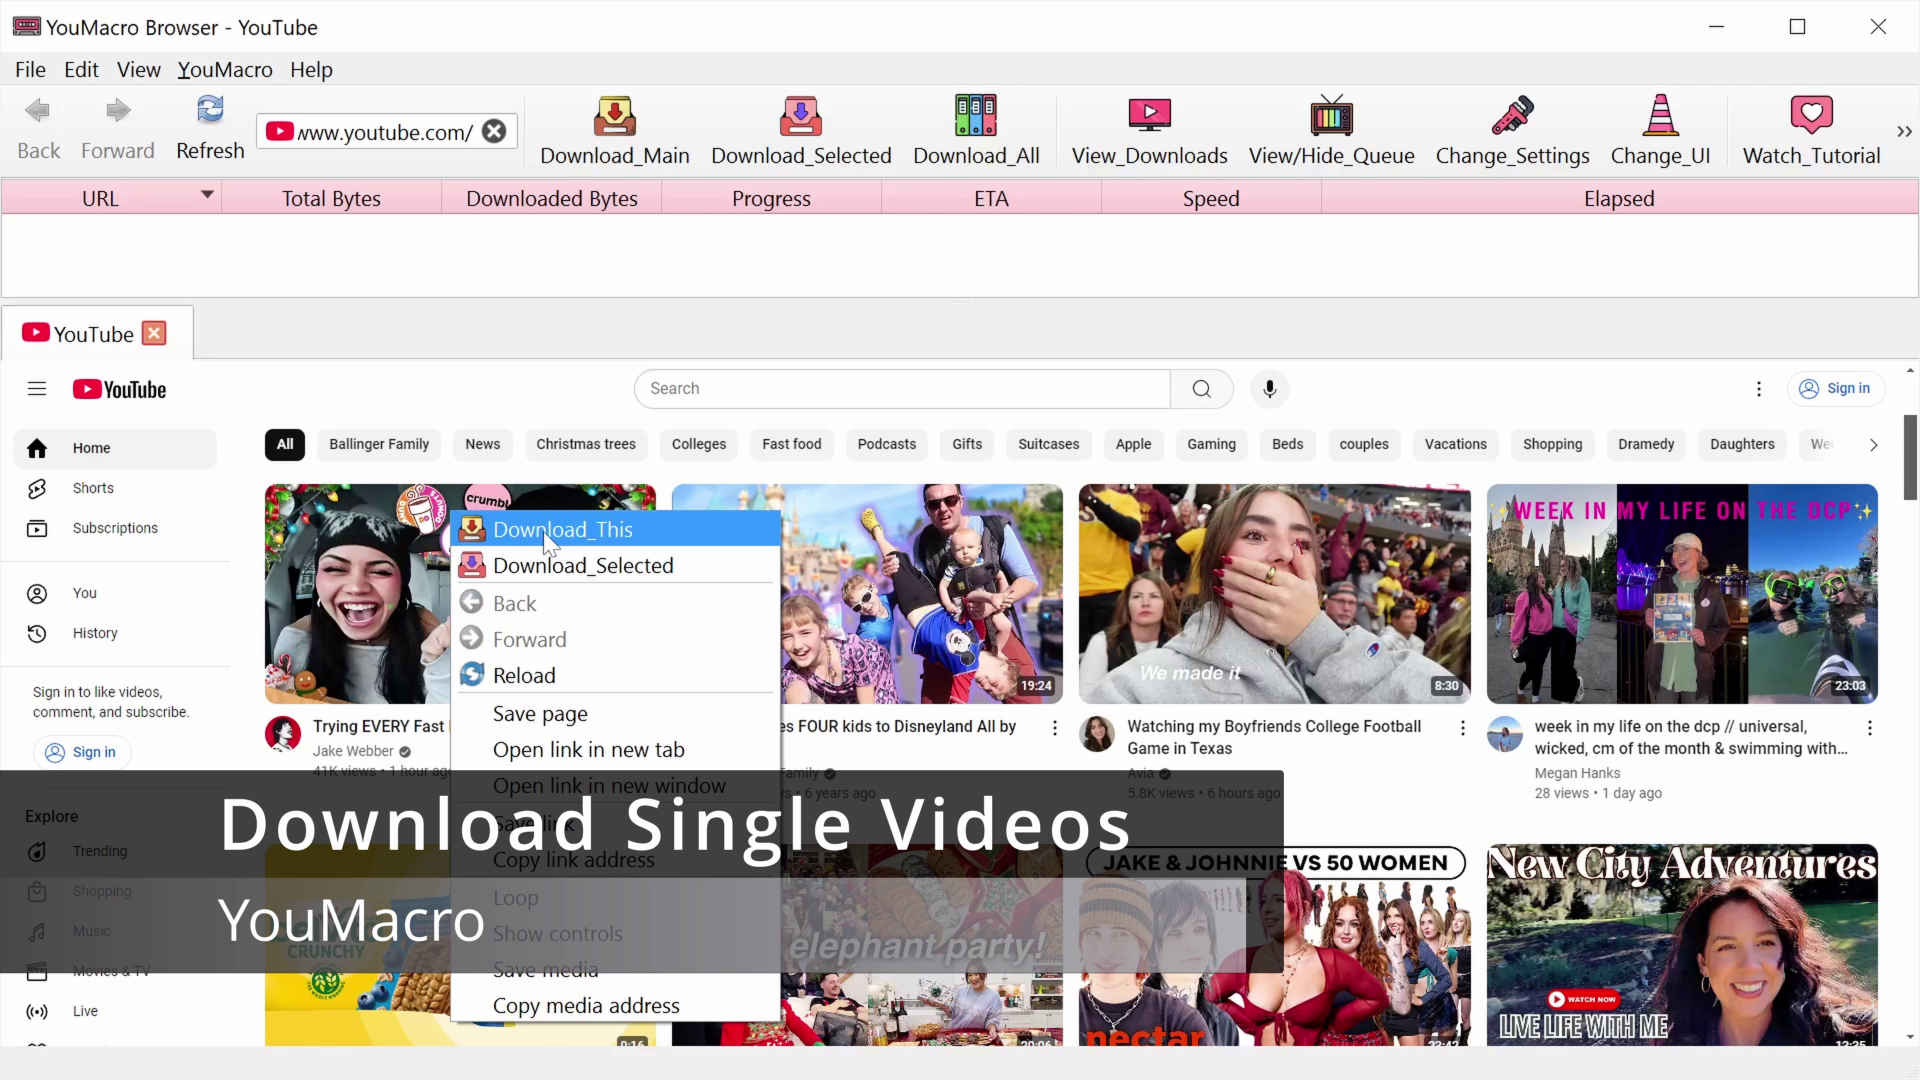 YouMacro Browser - YouTube
File Edit View YouMacro Help
Back Forward Refresh www.youtube.com/ Download_Main Download_Selected Download_All View_Downloads View/Hide_Queue Change_Settings Change_UI Watch_Tutorial »
URL Total Bytes Downloaded Bytes Progress ETA Speed Elapsed
YouTube
YouTube
Search
Sign in
All Ballinger Family News Christmas trees Colleges Fast food Podcasts Gifts Suitcases Apple Gaming Beds couples Vacations Shopping Dramedy Daughters
Home
Shorts
Subscriptions
You
History
Sign in to like videos,
comment, and subscribe.
Sign in
Explore
Trending
Shopping
Music
Movies & TV
Live
crumbl
Download_This
Download_Selected
Back
Forward
Reload
Save page
Open link in new tab
Open link in new window
Save link
Copy link address
Loop
Show controls
Save media
Copy media address
Trying EVERY Fast
Jake Webber
41K views • 1 hour ago
19:24
es FOUR kids to Disneyland All by
Family
• 6 years ago
We made it
8:30
Watching my Boyfriends College Football
Game in Texas
Avia
5.8K views • 6 hours ago
WEEK IN MY LIFE ON THE DCP
23:03
week in my life on the dcp // universal,
wicked, cm of the month & swimming with...
Megan Hanks
28 views • 1 day ago
Download Single Videos
YouMacro
CRUNCHY
0:16
elephant party!
20:06
JAKE & JOHNNIE VS 50 WOMEN
nectar
23:42
New City Adventures
WATCH NOW
LIVE LIFE WITH ME
12:35